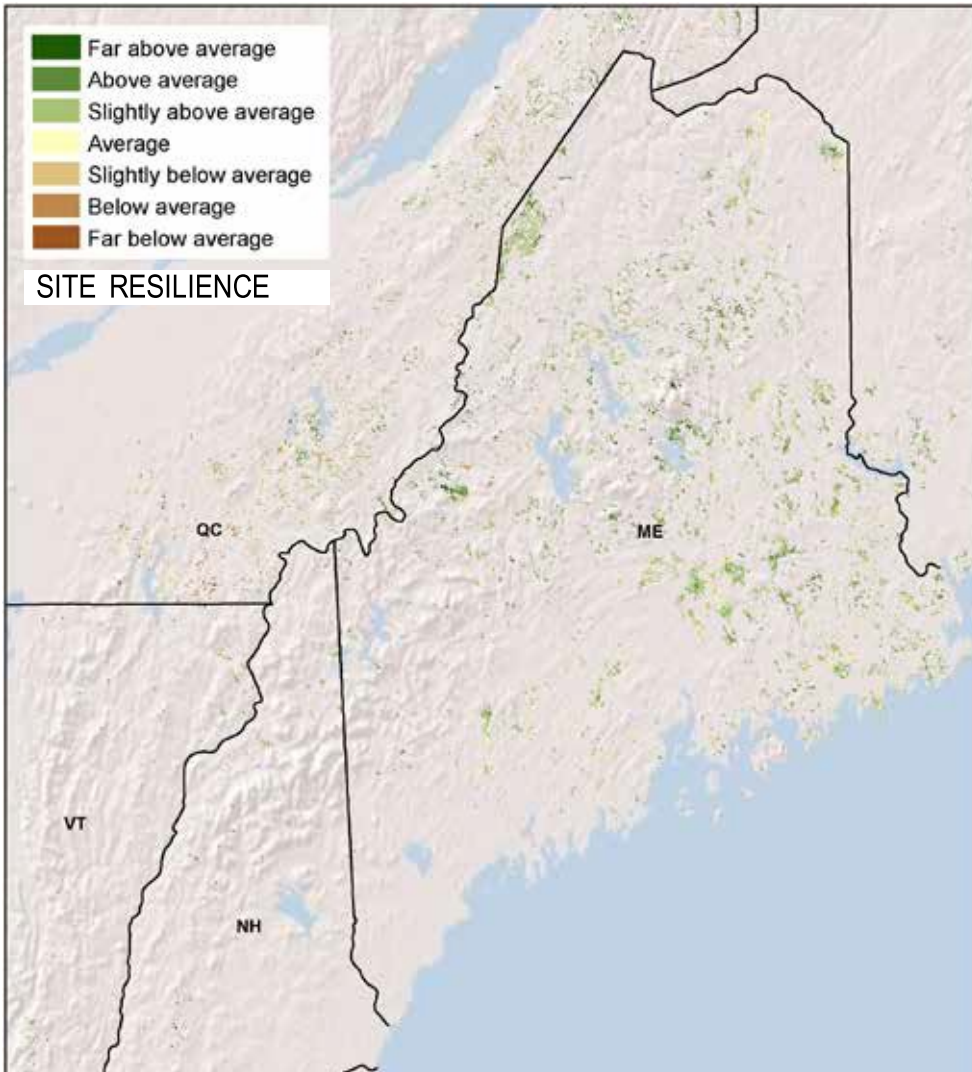 Far above average
Above average
Slightly above average
Average
Slightly below average
Below average
Far below average
SITE RESILIENCE
QC
ME
VT
NH